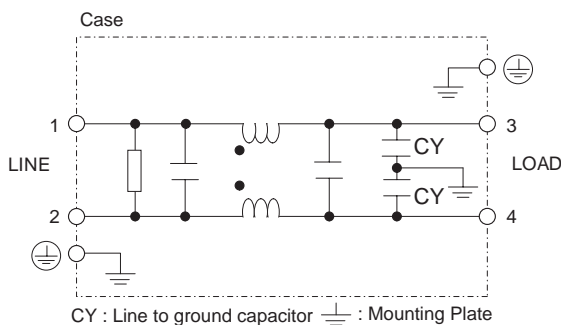 Case
1
3
CY
LINE
LOAD
CY
2
4
CY : Line to ground capacitor : Mounting Plate